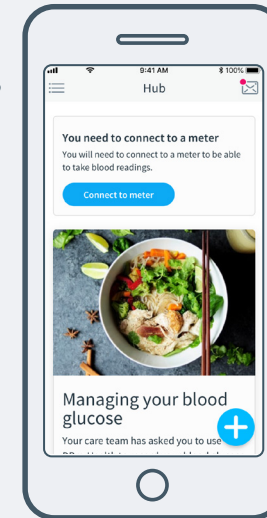 9:41 AM
100%
Hub
You need to connect to a meter
You will need to connect to a meter to be able
to take blood readings.
Connect to meter
Managing your blood
glucose
Your care team has asked you to use